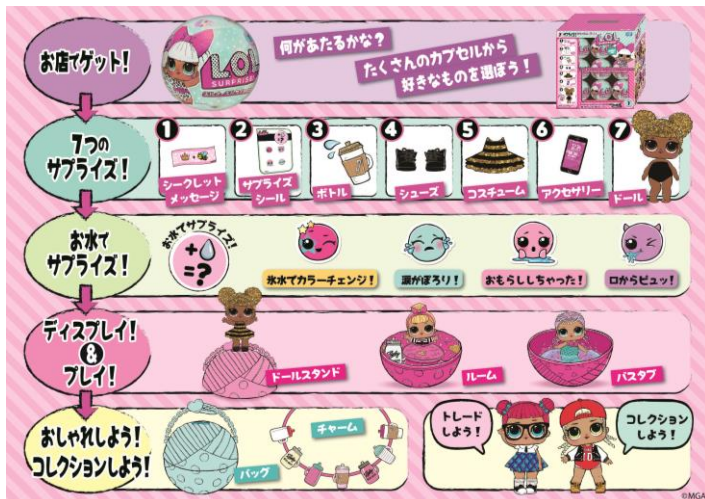 お店でゲット!
L.O.L.
SURPRISE!
何があたるかな?
たくさんのカプセルから
好きなものを選ぼう!
7つの
サプライズ!
1
シークレット
メッセージ
2
サプライズ
シール
3
ボトル
4
シューズ
5
コスチューム
6
アクセサリー
7
ドール
お水で
サプライズ!
お水でサプライズ!
+
=?
氷水でカラーチェンジ!
涙がぽろり!
おもらししちゃった!
口からピュッ!
ディスプレイ!
&
プレイ!
ドールスタンド
ルーム
バスタブ
おしゃれしよう!
コレクションしよう!
バッグ
チャーム
トレード
しよう!
コレクション
しよう!
©MGA